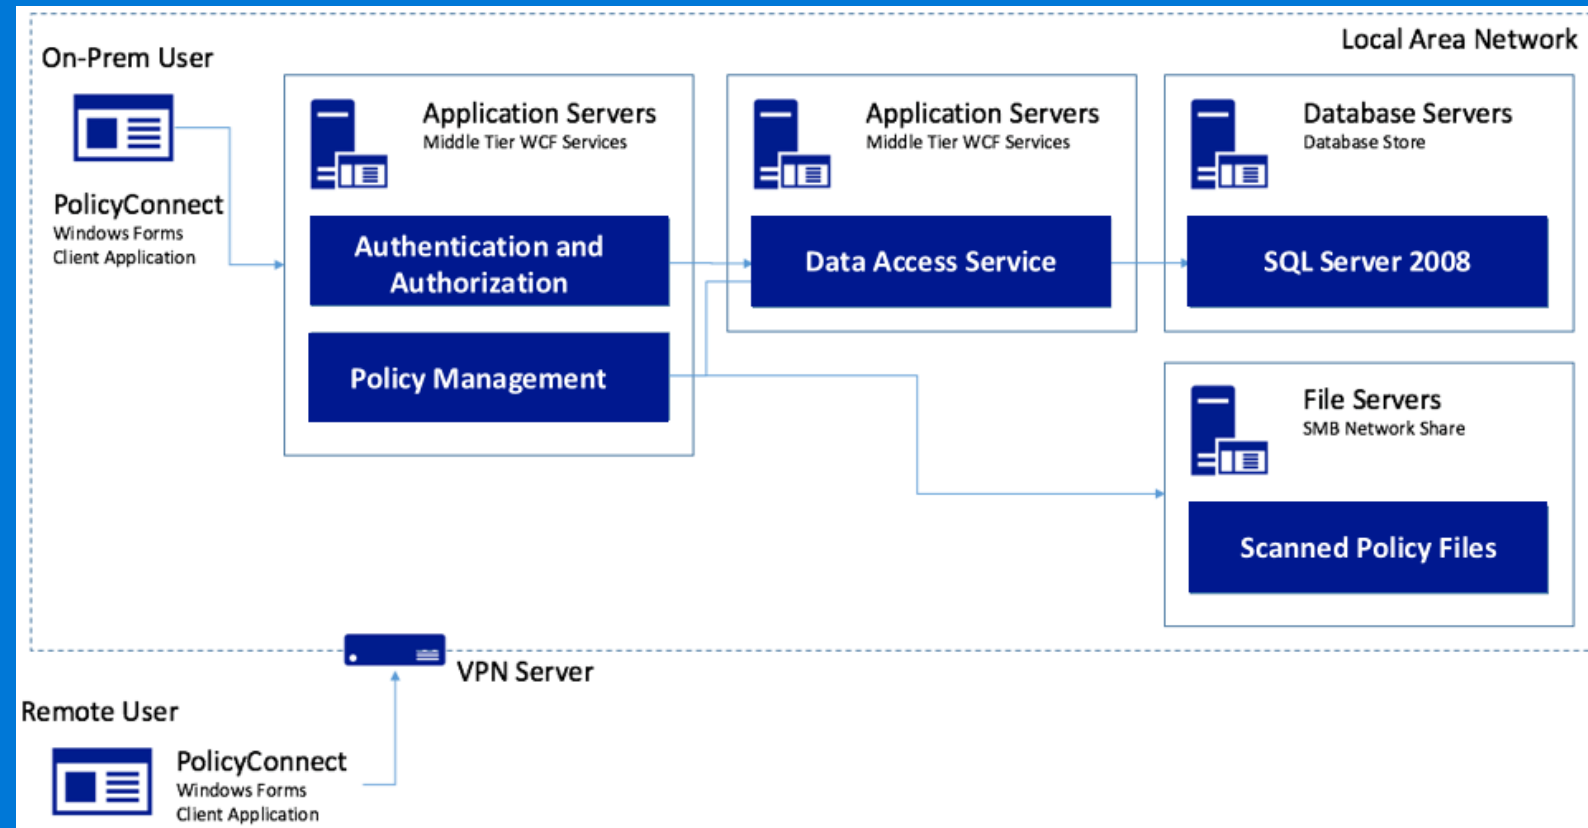 Local Area Network
On-Prem User
PolicyConnect
Windows Forms
Client Application
Application Servers
Middle Tier WCF Services
Authentication and
Authorization
Policy Management
Application Servers
Middle Tier WCF Services
Data Access Service
Database Servers
Database Store
SQL Server 2008
File Servers
SMB Network Share
Scanned Policy Files
VPN Server
Remote User
PolicyConnect
Windows Forms
Client Application